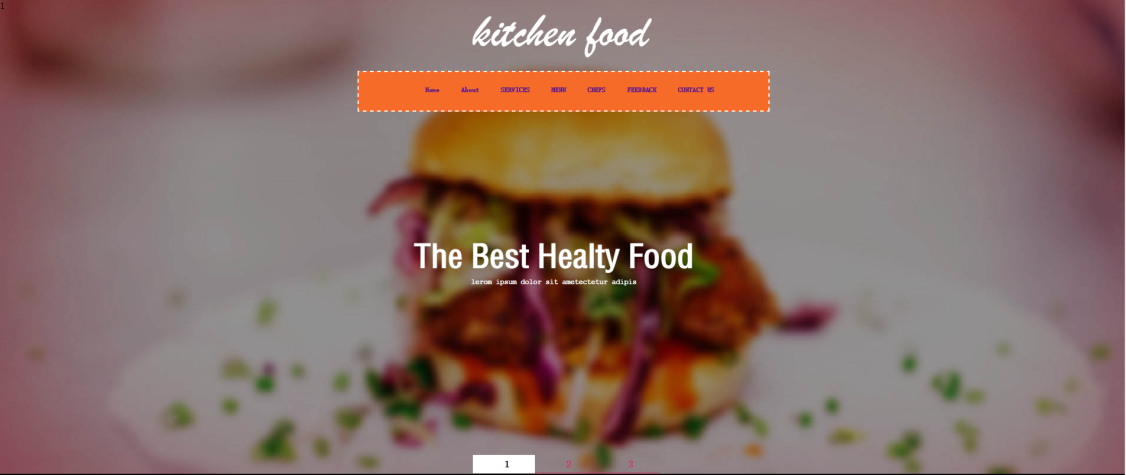 1
kitchen food
Home About SERVICES MENU CHEFS FEEDBACK CONTACT US
The Best Healty Food
lerom ipsum dolor sit ametectetur adipis
1 2 3